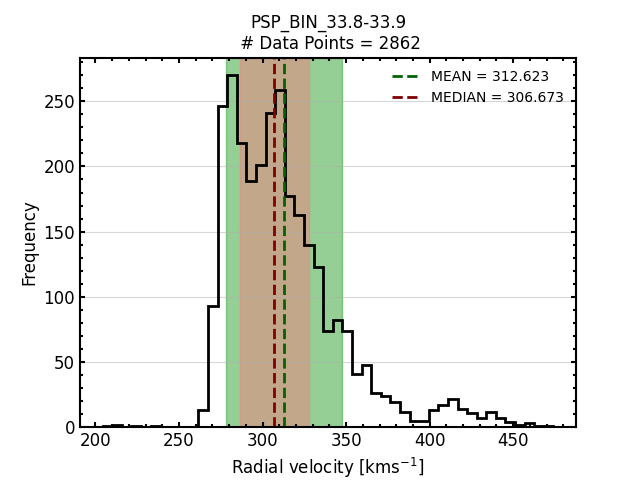 PSP_BIN_33.8-33.9
# Data Points = 2862
MEAN = 312.623
MEDIAN = 306.673
250
200
150
100
50
0
Frequency
200 250 300 350 400 450
Radial velocity [kms⁻¹]